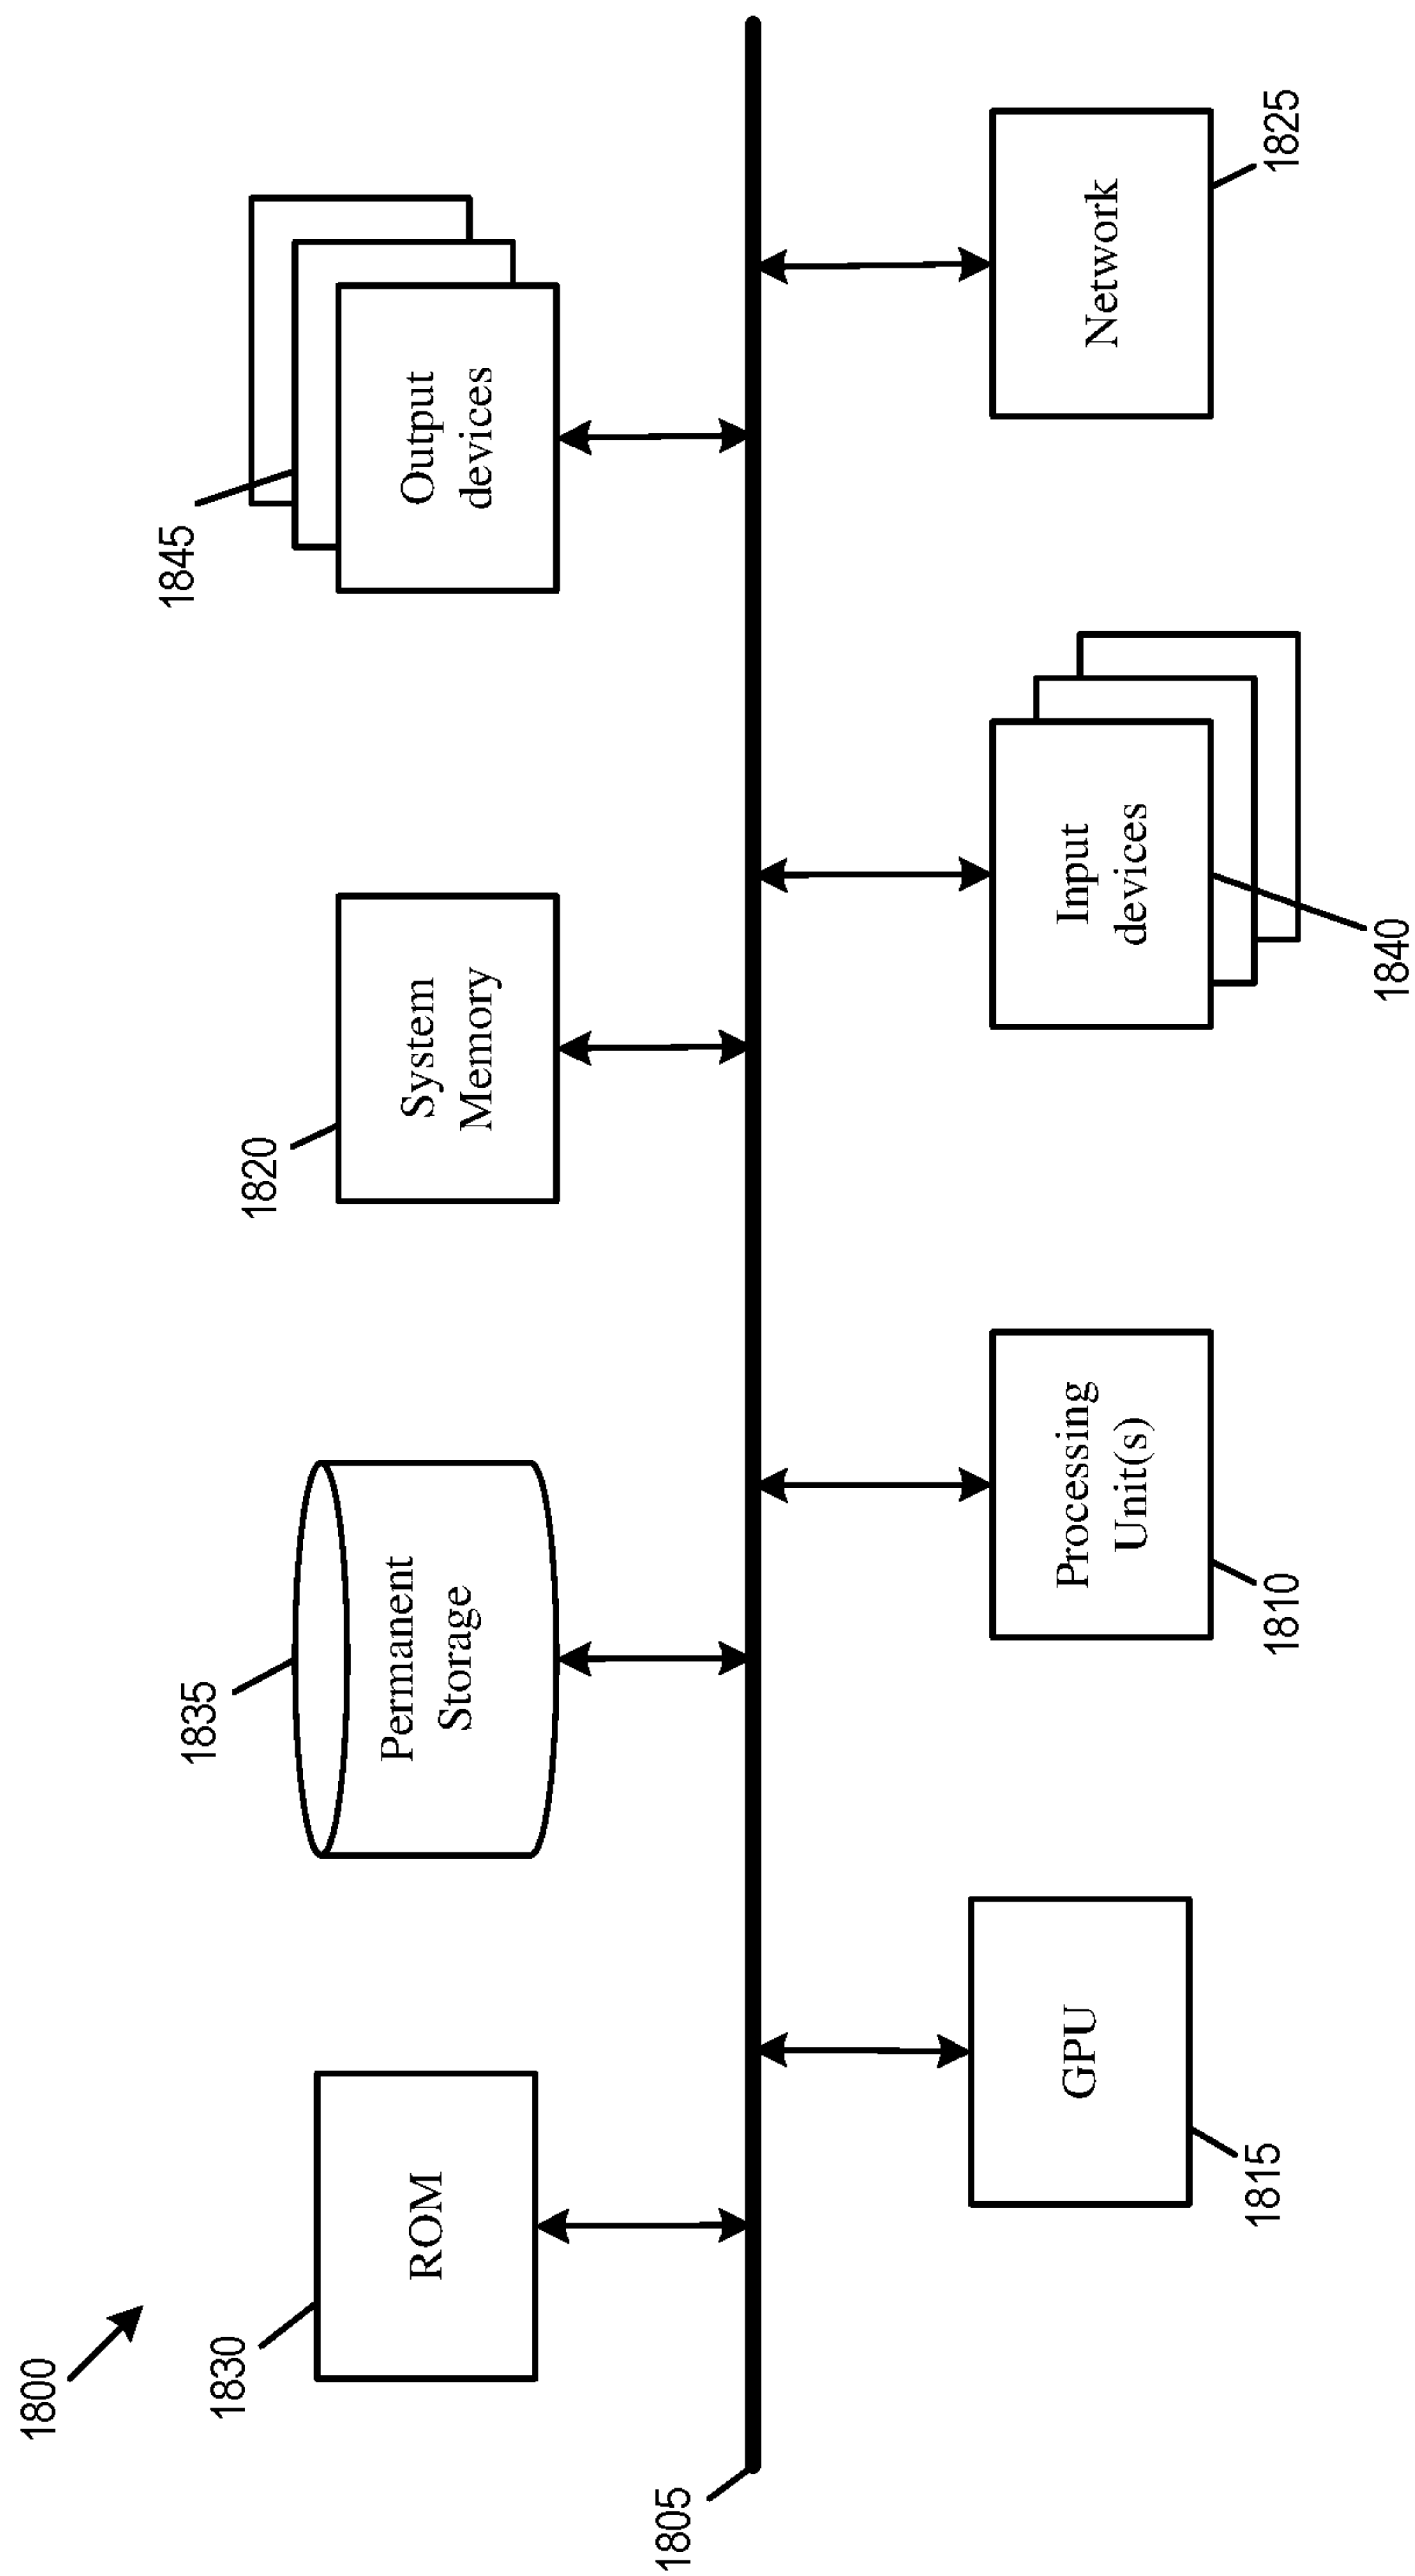 1800
1830
ROM
1835
Permanent
Storage
1820
System
Memory
1845
Output
devices
1805
GPU
1815
Processing
Unit(s)
1810
Input
devices
1840
Network
1825